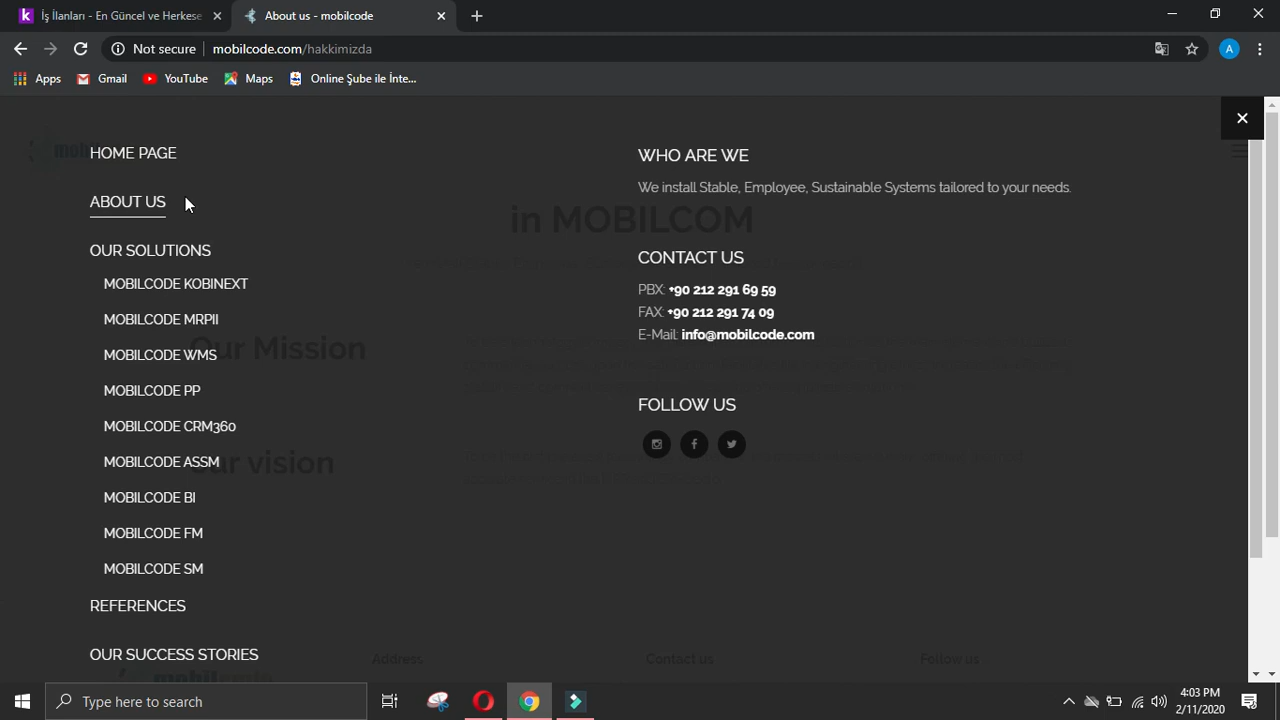 İş İlanları - En Güncel ve Herkese
About us - mobilcode
Not secure
mobilcode.com/hakkimizda
A
Apps
Gmail
YouTube
Maps
Online Şube ile İnte...
HOME PAGE
WHO ARE WE
We install Stable, Employee, Sustainable Systems tailored to your needs.
ABOUT US
in MOBILCOM
OUR SOLUTIONS
CONTACT US
MOBILCODE KOBINEXT
PBX: +90 212 291 69 59
MOBILCODE MRPII
FAX: +90 212 291 74 09
E-Mail: info@mobilcode.com
Our Mission
MOBILCODE WMS
MOBILCODE PP
FOLLOW US
MOBILCODE CRM360
MOBILCODE ASSM
our vision
MOBILCODE BI
MOBILCODE FM
MOBILCODE SM
REFERENCES
OUR SUCCESS STORIES
Address
Contact us
Follow us
Type here to search
4:03 PM
2/11/2020